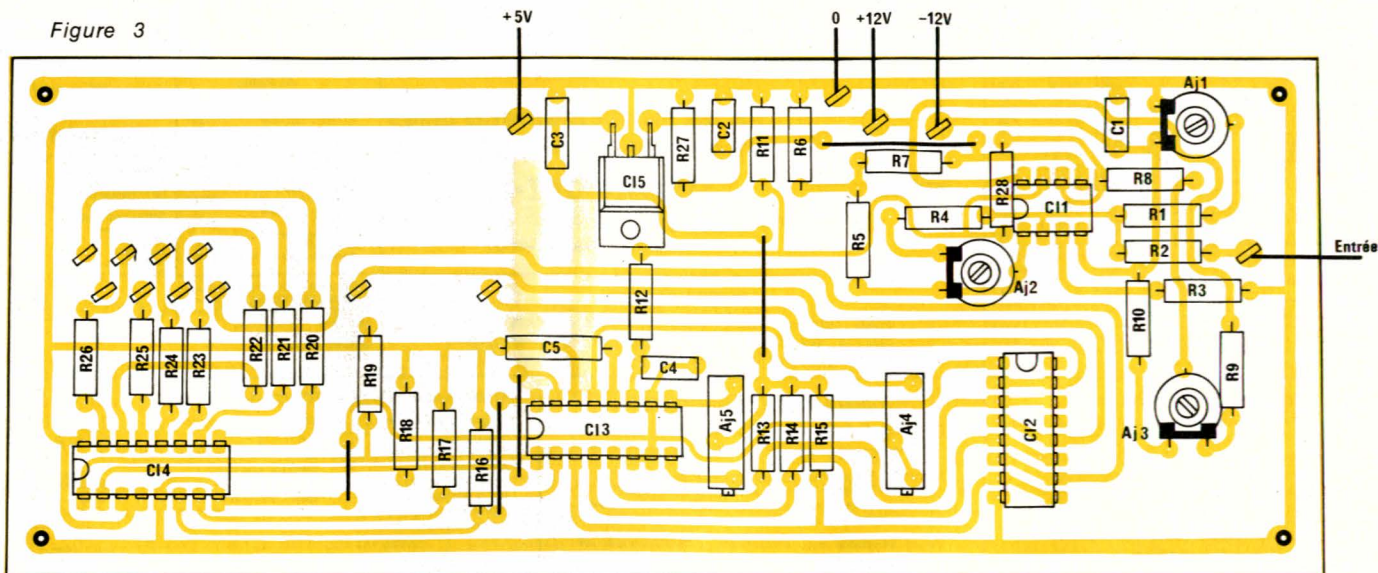 Figure 3
+5V
0 +12V −12V
Aj1
C3
R27
C2
R11
R6
C1
CI5
R7
R28
R8
R4
CI1
R1
R5
R2
Entrée
Aj2
R3
R12
R10
R26
R25
R24
R23
R22
R21
R20
R19
C5
C4
R9
R18
Aj5
R13
R14
R15
Aj4
CI2
Aj3
R17
R16
CI3
CI4